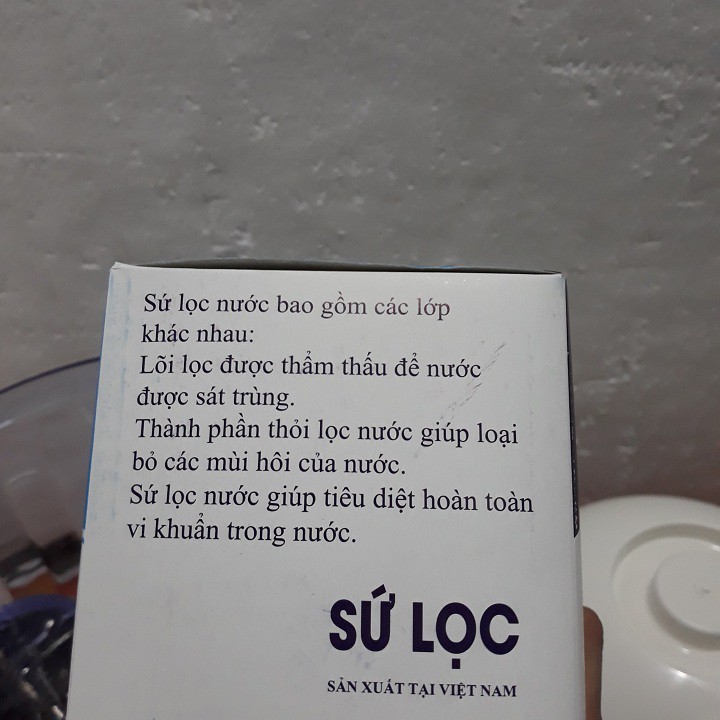 Sứ lọc nước bao gồm các lớp
khác nhau:
Lõi lọc được thẩm thấu để nước
được sát trùng.
Thành phần thỏi lọc nước giúp loại
bỏ các mùi hôi của nước.
Sứ lọc nước giúp tiêu diệt hoàn toàn
vi khuẩn trong nước.
SỨ LỌC
SẢN XUẤT TẠI VIỆT NAM